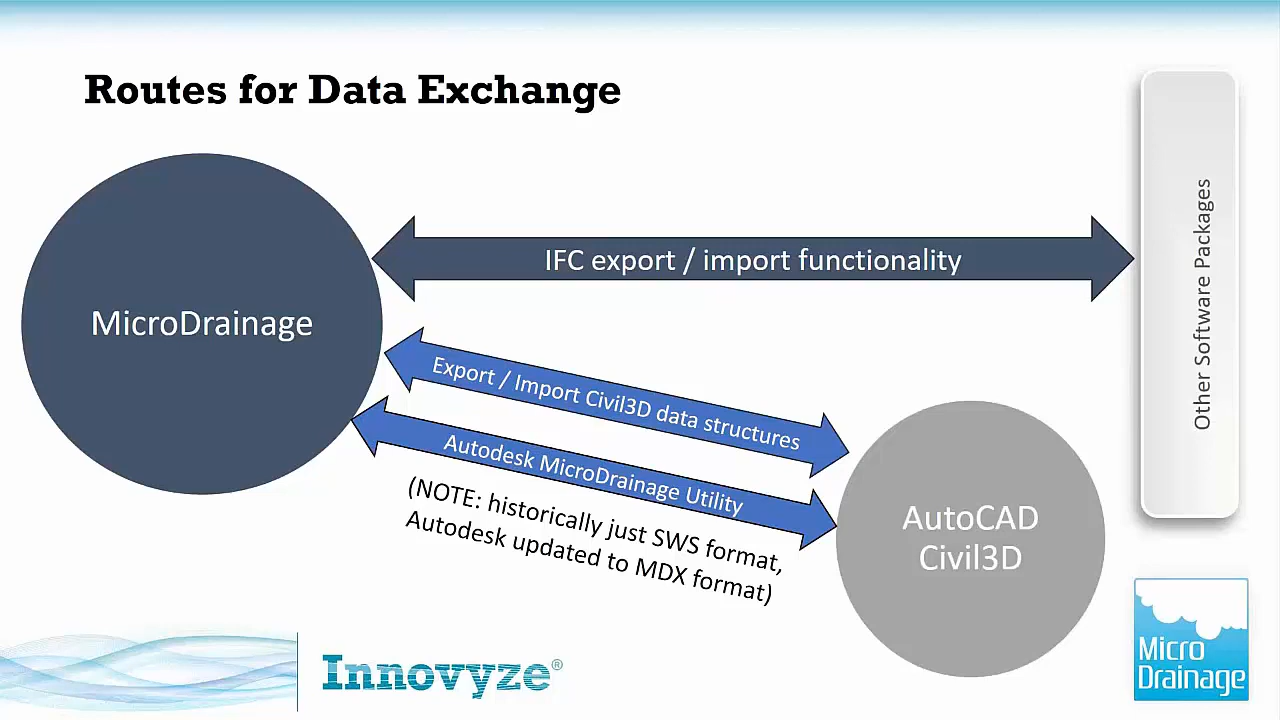 Routes for Data Exchange
MicroDrainage
IFC export / import functionality
Other Software Packages
Export / Import Civil3D data structures
Autodesk MicroDrainage Utility
(NOTE: historically just SWS format,
Autodesk updated to MDX format)
AutoCAD
Civil3D
Innovyze®
Micro
Drainage